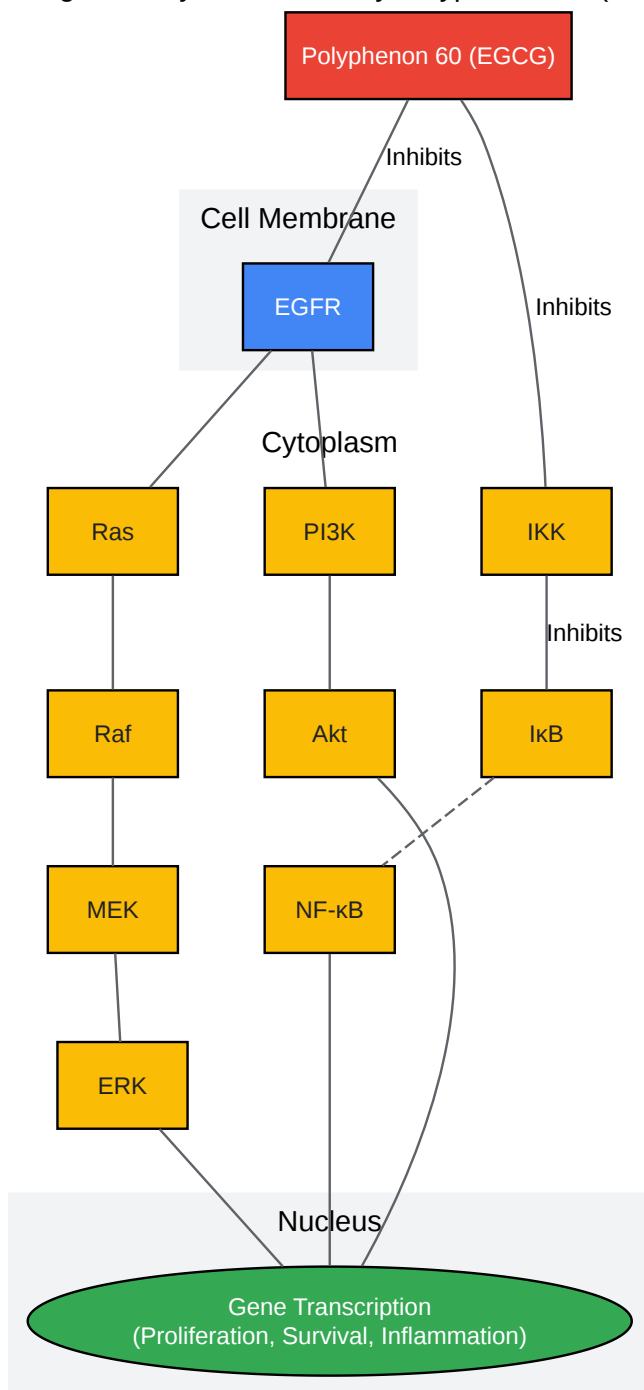 Polyphenon 60 (EGCG)
Inhibits
Cell Membrane
EGFR
Inhibits
Cytoplasm
Ras
PI3K
IKK
Inhibits
Raf
Akt
IκB
MEK
NF-κB
ERK
Nucleus
Gene Transcription
(Proliferation, Survival, Inflammation)